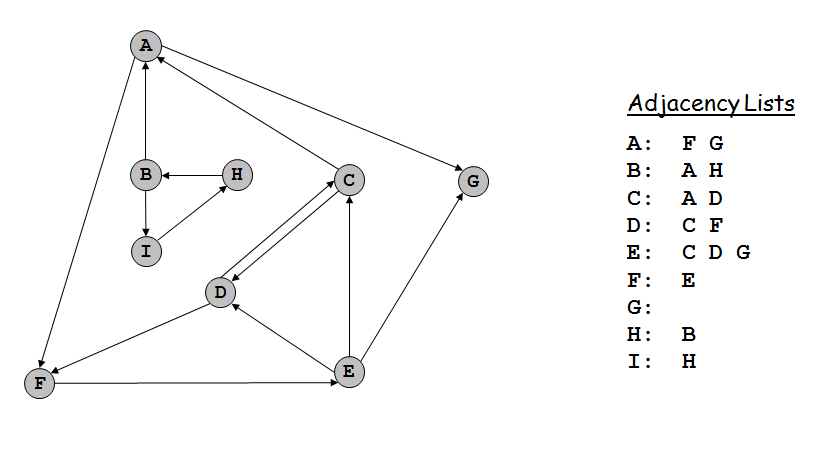 A
B
H
C
G
I
D
E
F
Adjacency Lists
A: F G
B: A H
C: A D
D: C F
E: C D G
F: E
G:
H: B
I: H